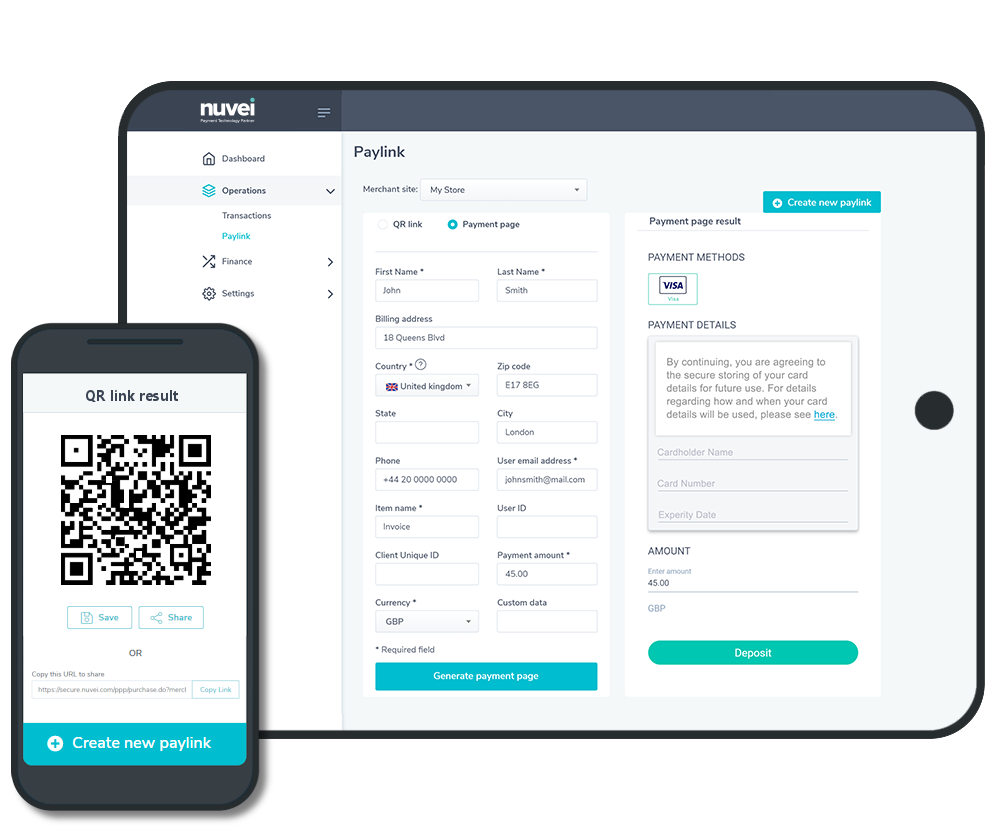 nuvei
Payment Technology Partner
Dashboard
Operations
Transactions
Paylink
Finance
Settings
Paylink
Merchant site:
My Store
Create new paylink
QR link
Payment page
First Name *
Last Name *
John
Smith
Billing address
18 Queens Blvd
Country *
?
Zip code
United kingdom
E17 8EG
State
City
London
Phone
User email address *
+44 20 0000 0000
johnsmith@mail.com
Item name *
User ID
Invoice
Client Unique ID
Payment amount *
45.00
Currency *
Custom data
GBP
* Required field
Generate payment page
Payment page result
PAYMENT METHODS
VISA
Visa
PAYMENT DETAILS
By continuing, you are agreeing to
the secure storing of your card
details for future use. For details
regarding how and when your card
details will be used, please see here.
Cardholder Name
Card Number
Experity Date
AMOUNT
Enter amount
45.00
GBP
Deposit
QR link result
Save
Share
OR
Copy this URL to share
https://secure.nuvei.com/ppp/purchase.do?mercl
Copy Link
Create new paylink